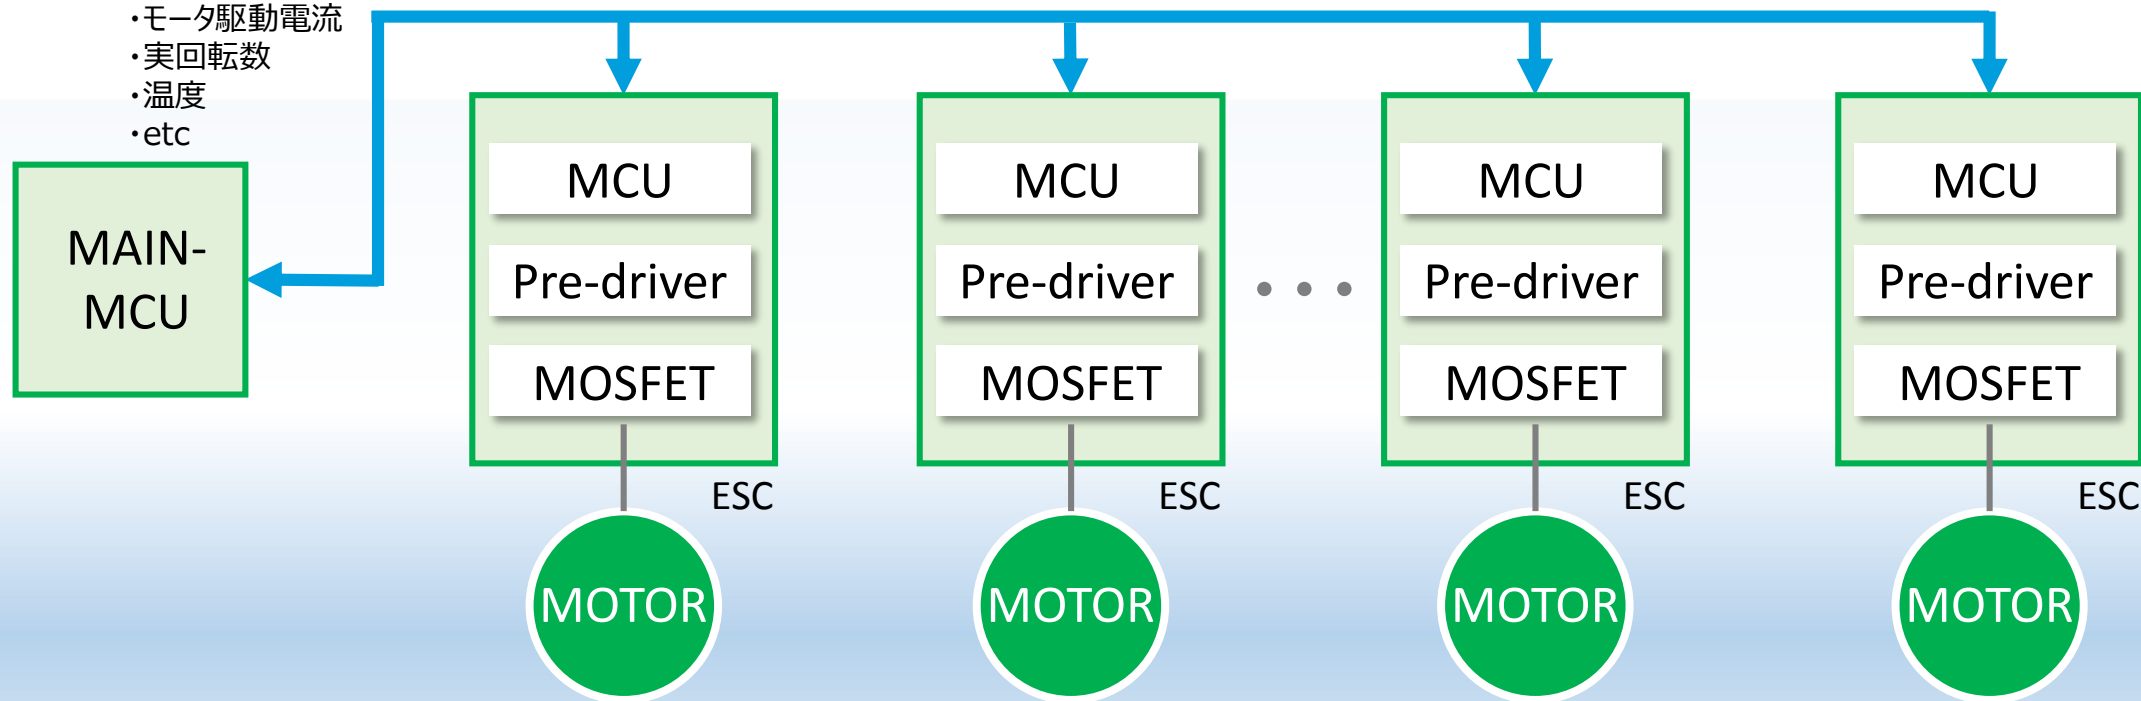 ・モータ駆動電流
・実回転数
・温度
・etc
MAIN-
MCU
MCU
Pre-driver
MOSFET
ESC
MOTOR
MCU
Pre-driver
MOSFET
ESC
MOTOR
MCU
Pre-driver
MOSFET
ESC
MOTOR
MCU
Pre-driver
MOSFET
ESC
MOTOR